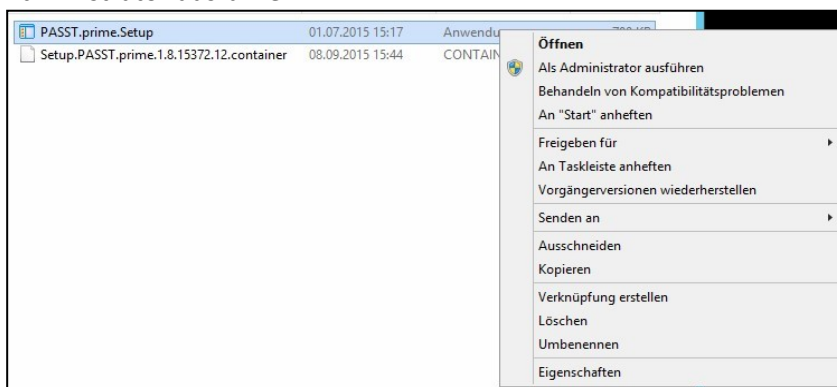 PASST.prime.Setup 01.07.2015 15:17 Anwendu
Setup.PASST.prime.1.8.15372.12.container 08.09.2015 15:44 CONTAIN
Öffnen
Als Administrator ausführen
Behandeln von Kompatibilitätsproblemen
An "Start" anheften
Freigeben für
An Taskleiste anheften
Vorgängerversionen wiederherstellen
Senden an
Ausschneiden
Kopieren
Verknüpfung erstellen
Löschen
Umbenennen
Eigenschaften